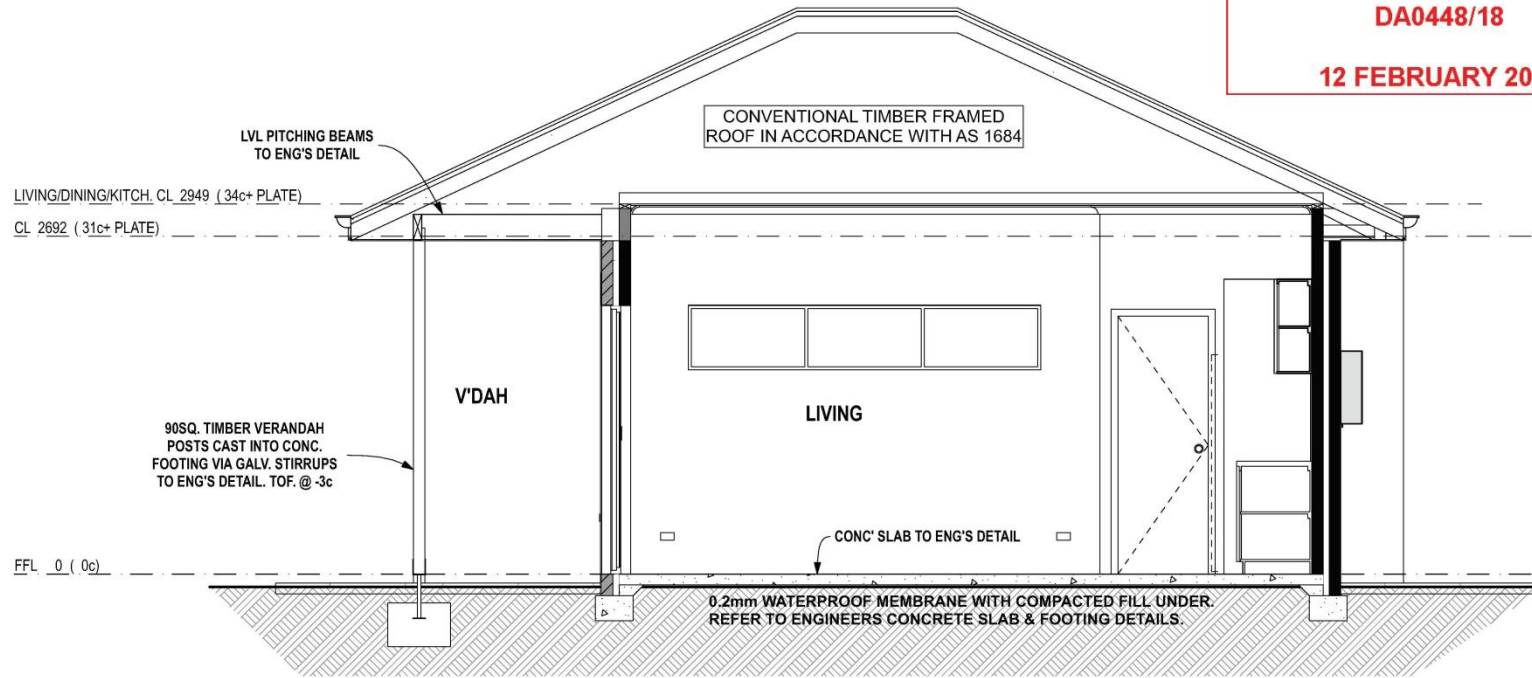 DA0448/18
12 FEBRUARY 20
CONVENTIONAL TIMBER FRAMED
ROOF IN ACCORDANCE WITH AS 1684
LVL PITCHING BEAMS
TO ENG'S DETAIL
LIVING/DINING/KITCH. CL 2949 ( 34c+ PLATE)
CL 2692 ( 31c+ PLATE)
V'DAH
LIVING
90SQ. TIMBER VERANDAH
POSTS CAST INTO CONC.
FOOTING VIA GALV. STIRRUPS
TO ENG'S DETAIL. TOF. @ -3c
CONC' SLAB TO ENG'S DETAIL
FFL 0 ( 0c)
0.2mm WATERPROOF MEMBRANE WITH COMPACTED FILL UNDER.
REFER TO ENGINEERS CONCRETE SLAB & FOOTING DETAILS.